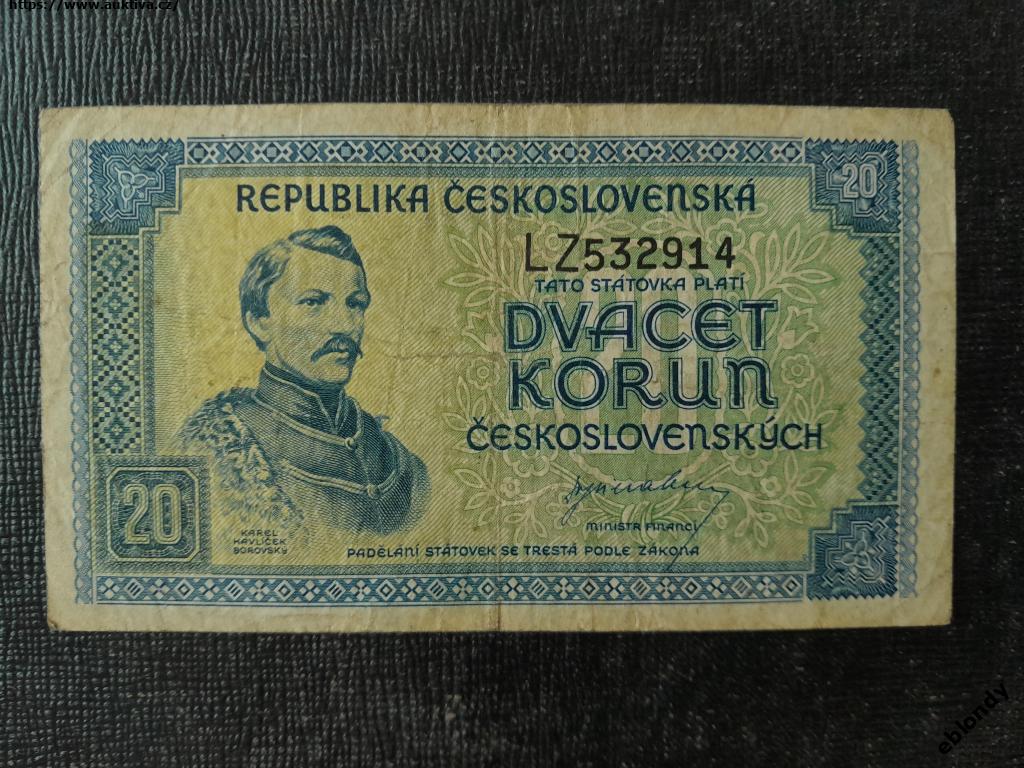 https://www.auktiva.cz/
REPUBLIKA ČESKOSLOVENSKÁ
20
LZ532914
TATO STÁTOVKA PLATÍ
DVACET
KORUN
ČESKOSLOVENSKÝCH
20
KAREL
HAVLÍČEK
BOROVSKÝ
MINISTR FINANCÍ
PADĚLÁNÍ STÁTOVEK SE TRESTÁ PODLE ZÁKONA
eblondy